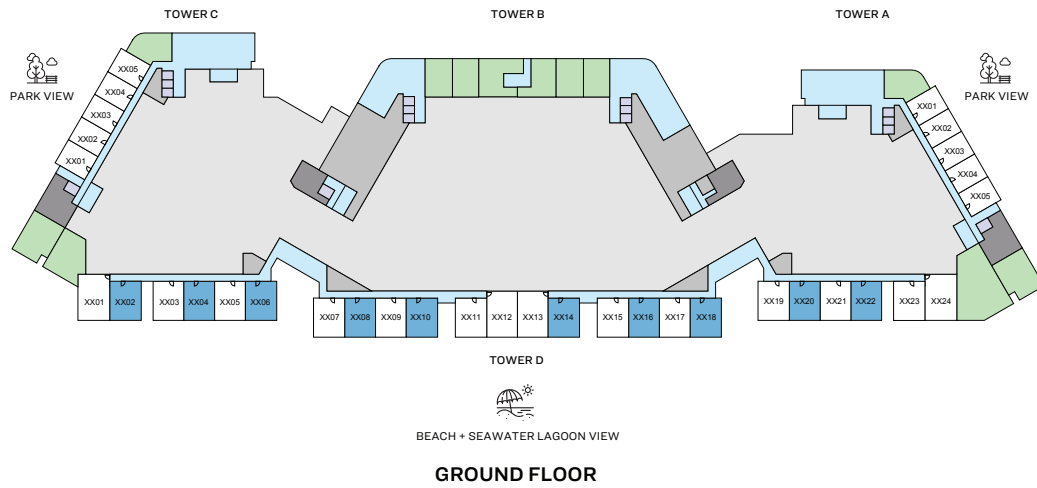 TOWER C
TOWER B
TOWER A
PARK VIEW
PARK VIEW
XX05
XX04
XX03
XX02
XX01
XX01
XX02
XX03
XX04
XX05
XX01
XX02
XX03
XX04
XX05
XX06
XX07
XX08
XX09
XX10
XX11
XX12
XX13
XX14
XX15
XX16
XX17
XX18
XX19
XX20
XX21
XX22
XX23
XX24
TOWER D
BEACH + SEAWATER LAGOON VIEW
GROUND FLOOR